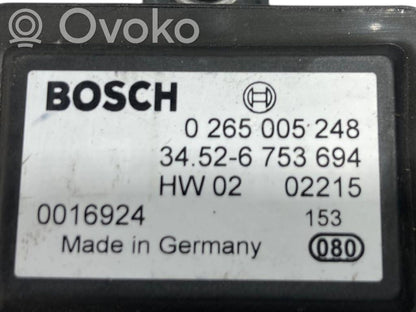 Ovoko
BOSCH
0 265 005 248
34.52-6 753 694
HW 02 02215
0016924 153
Made in Germany 080